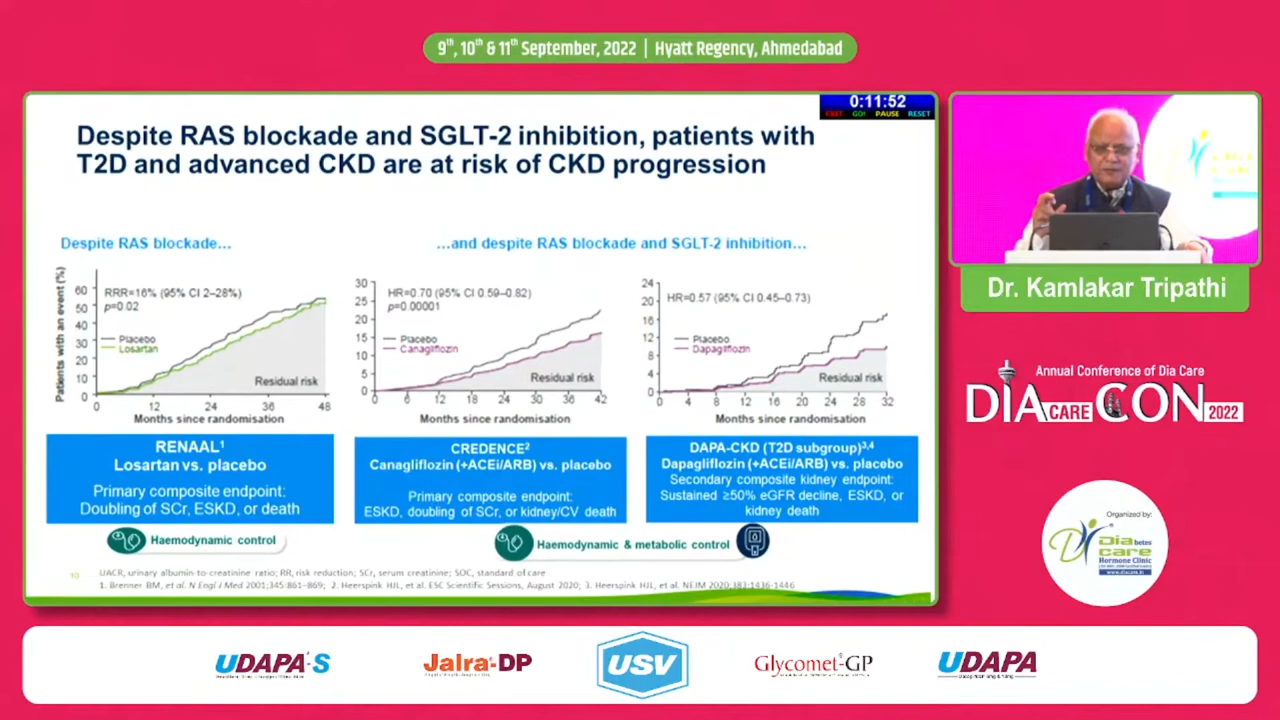 9th, 10th & 11th September, 2022 | Hyatt Regency, Ahmedabad
0:11:52
EXIT GO! PAUSE RESET
Despite RAS blockade and SGLT-2 inhibition, patients with
T2D and advanced CKD are at risk of CKD progression
Despite RAS blockade…
…and despite RAS blockade and SGLT-2 inhibition…
Patients with an event (%)
60
50
40
30
20
10
0
RRR=16% (95% CI 2–28%)
p=0.02
Placebo
Losartan
Residual risk
0 12 24 36 48
Months since randomisation
30
25
20
15
10
5
0
HR=0.70 (95% CI 0.59–0.82)
p=0.00001
Placebo
Canagliflozin
Residual risk
0 6 12 18 24 30 36 42
Months since randomisation
24
20
16
12
8
4
0
HR=0.57 (95% CI 0.45–0.73)
Placebo
Dapagliflozin
Residual risk
0 4 8 12 16 20 24 28 32
Months since randomisation
RENAAL1
Losartan vs. placebo
Primary composite endpoint:
Doubling of SCr, ESKD, or death
CREDENCE2
Canagliflozin (+ACEi/ARB) vs. placebo
Primary composite endpoint:
ESKD, doubling of SCr, or kidney/CV death
DAPA-CKD (T2D subgroup)3,4
Dapagliflozin (+ACEi/ARB) vs. placebo
Secondary composite kidney endpoint:
Sustained ≥50% eGFR decline, ESKD, or
kidney death
Haemodynamic control
Haemodynamic & metabolic control
10
UACR, urinary albumin-to-creatinine ratio; RR, risk reduction; SCr, serum creatinine; SOC, standard of care
1. Brenner BM, et al. N Engl J Med 2001;345:861–869; 2. Heerspink HJL, et al. ESC Scientific Sessions, August 2020; 3. Heerspink HJL, et al. NEJM 2020;383:1436-1446
Dr. Kamlakar Tripathi
Annual Conference of Dia Care
DIA CARE CON 2022
Organized by:
Diabetes
care
Hormone Clinic
www.diacare.in
UDAPA-S
Jalra-DP
USV
Glycomet-GP
UDAPA